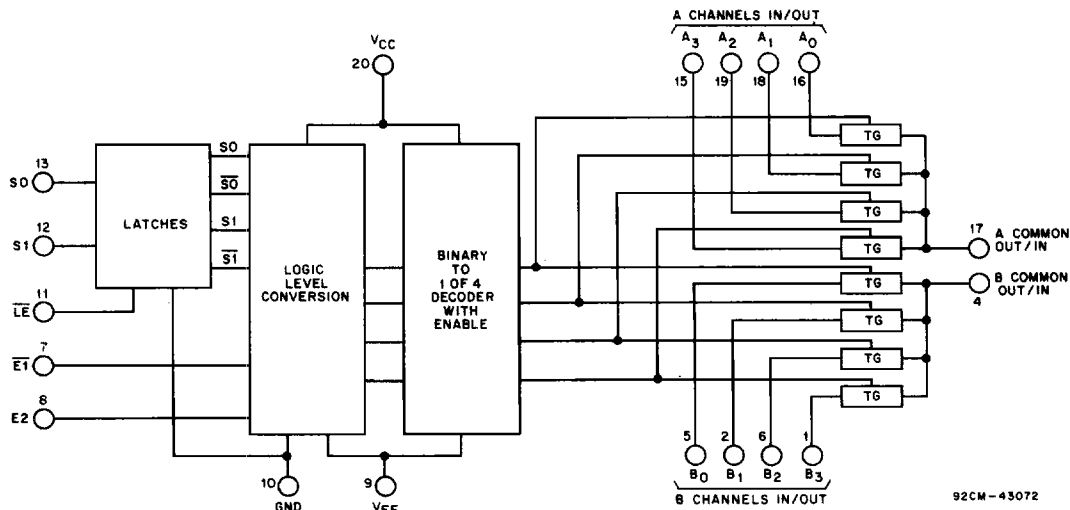 A CHANNELS IN/OUT
A3 A2 A1 A0
15 19 18 16
VCC
20
TG
TG
TG
TG
17
A COMMON
OUT/IN
TG
B COMMON
OUT/IN
4
TG
TG
TG
13
S0
12
S1
11
LE
7
E1
8
E2
LATCHES
S0
S0
S1
S1
LOGIC
LEVEL
CONVERSION
BINARY
TO
1 OF 4
DECODER
WITH
ENABLE
10
GND
9
VEE
5 2 6 1
B0 B1 B2 B3
B CHANNELS IN/OUT
92CM-43072